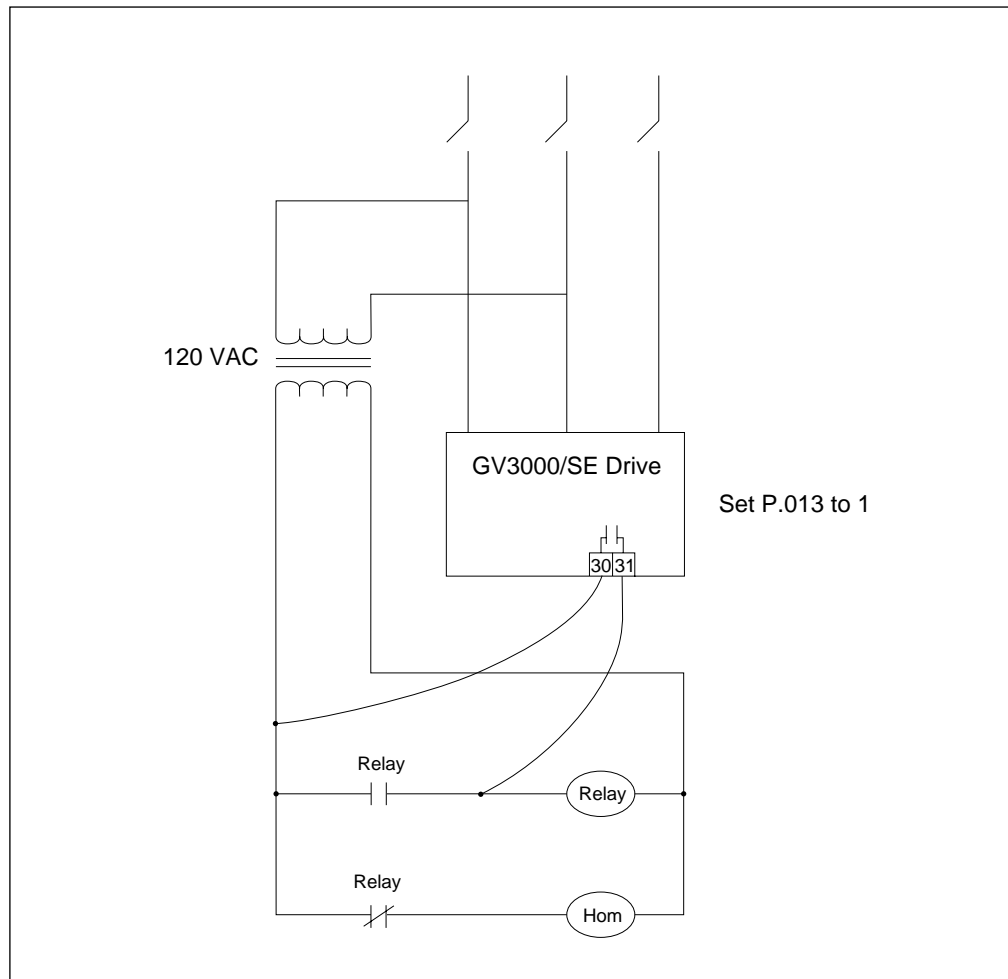 120 VAC
GV3000/SE Drive
Set P.013 to 1
30 31
Relay
Relay
Relay
Hom